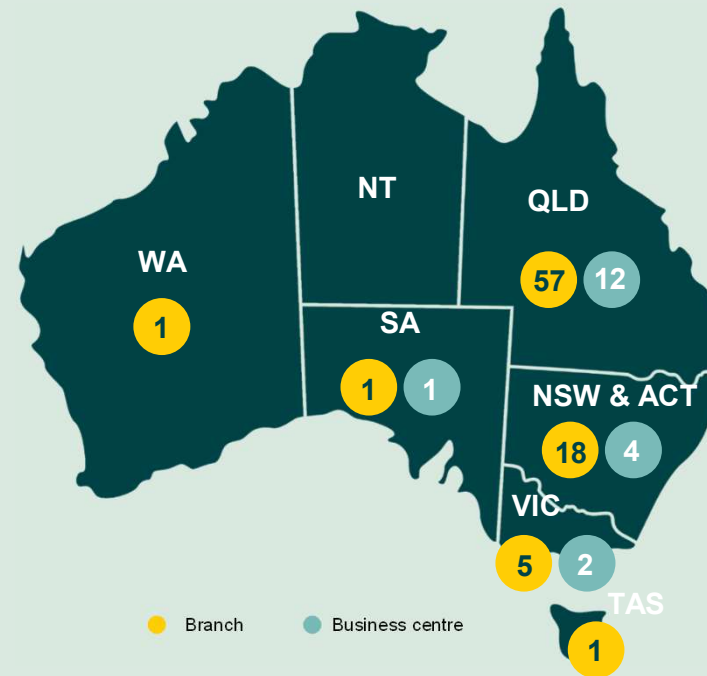 NT
QLD
57 12
WA
1
SA
1 1
NSW & ACT
18 4
VIC
5 2
TAS
1
Branch
Business centre